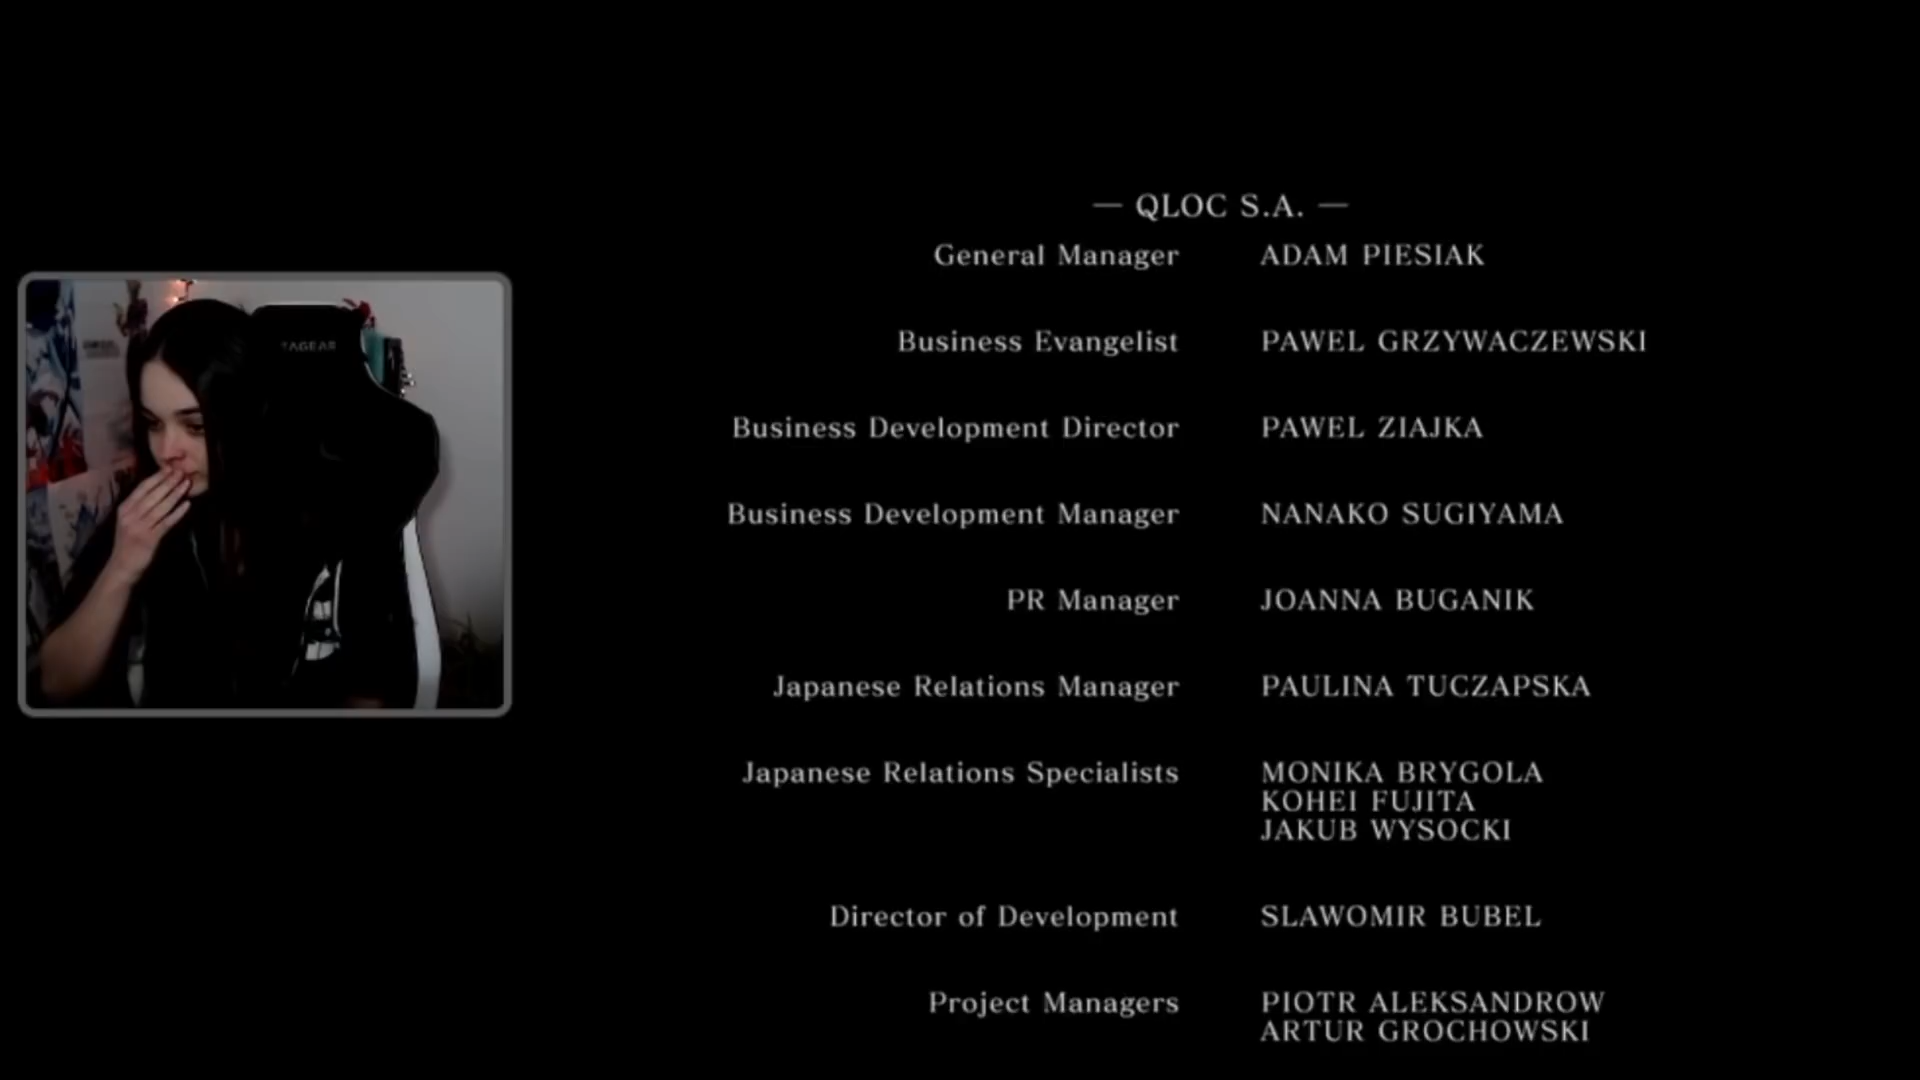 — QLOC S.A. —
General Manager ADAM PIESIAK
Business Evangelist PAWEL GRZYWACZEWSKI
Business Development Director PAWEL ZIAJKA
Business Development Manager NANAKO SUGIYAMA
PR Manager JOANNA BUGANIK
Japanese Relations Manager PAULINA TUCZAPSKA
Japanese Relations Specialists MONIKA BRYGOLA
KOHEI FUJITA
JAKUB WYSOCKI
Director of Development SLAWOMIR BUBEL
Project Managers PIOTR ALEKSANDROW
ARTUR GROCHOWSKI